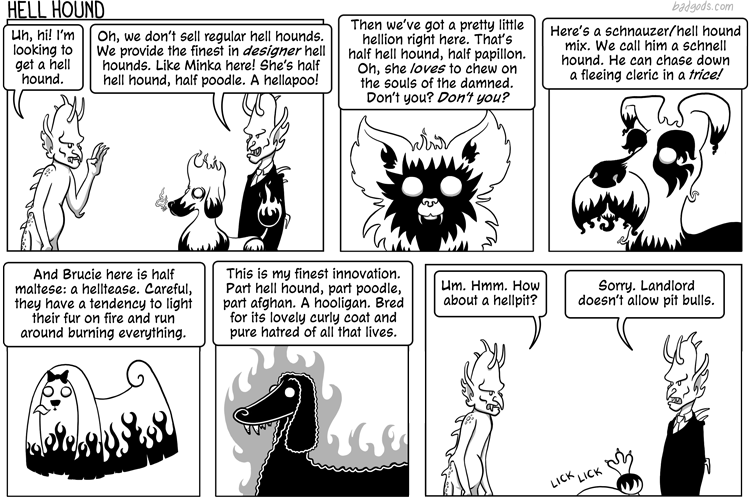 HELL HOUND
badgods.com
Uh, hi! I'm
looking to
get a hell
hound.
Oh, we don't sell regular hell hounds.
We provide the finest in designer hell
hounds. Like Minka here! She's half
hell hound, half poodle. A hellapoo!
Then we've got a pretty little
hellion right here. That's
half hell hound, half papillon.
Oh, she loves to chew on
the souls of the damned.
Don't you? Don't you?
Here's a schnauzer/hell hound
mix. We call him a schnell
hound. He can chase down
a fleeing cleric in a trice!
And Brucie here is half
maltese: a helltease. Careful,
they have a tendency to light
their fur on fire and run
around burning everything.
This is my finest innovation.
Part hell hound, part poodle,
part afghan. A hooligan. Bred
for its lovely curly coat and
pure hatred of all that lives.
Um. Hmm. How
about a hellpit?
Sorry. Landlord
doesn't allow pit bulls.
LICK LICK